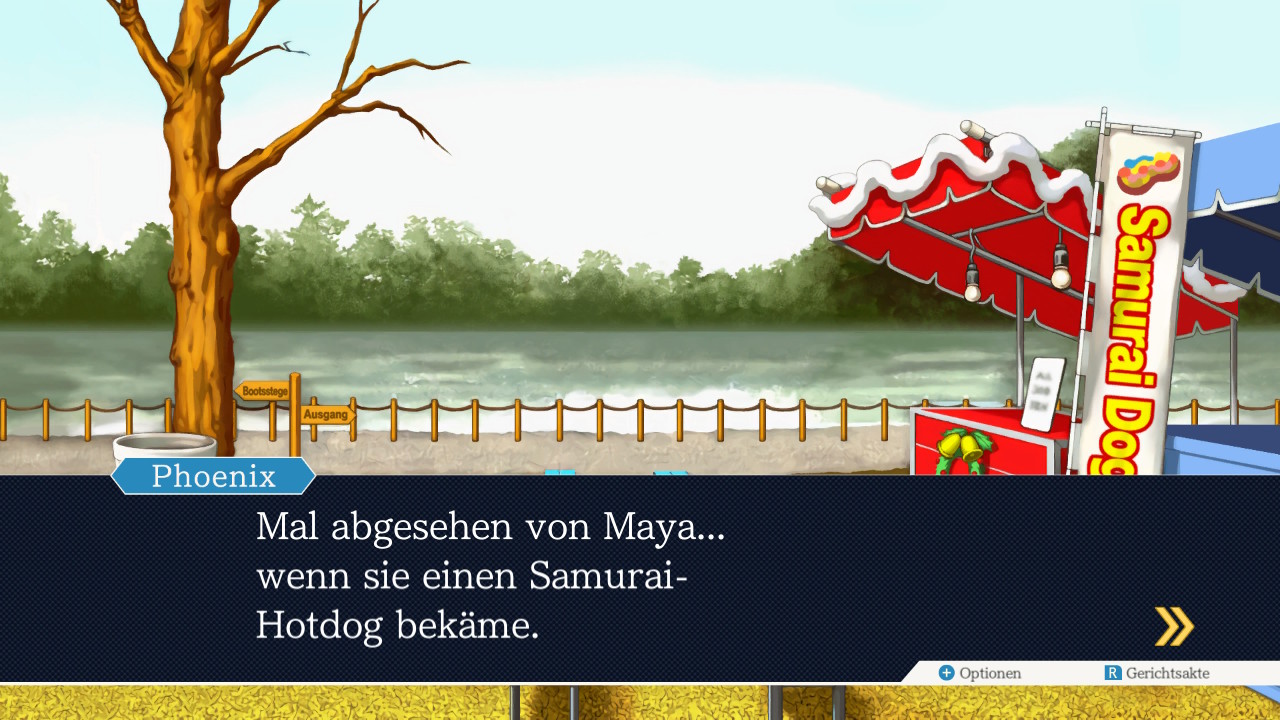 Samurai Dog
Bootsstege
Ausgang
Phoenix
Mal abgesehen von Maya...
wenn sie einen Samurai-
Hotdog bekäme.
+ Optionen
R Gerichtsakte